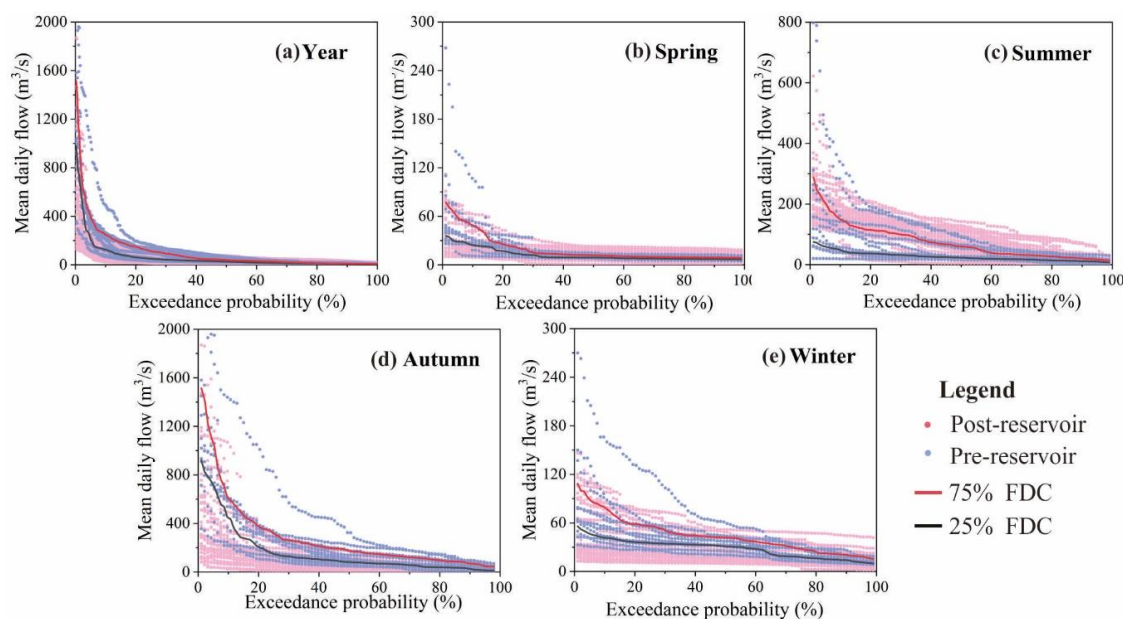 (a) Year
Mean daily flow (m³/s)
2000
1600
1200
800
400
0
0 20 40 60 80 100
Exceedance probability (%)
(b) Spring
Mean daily flow (m³/s)
300
240
180
120
60
0
0 20 40 60 80 100
Exceedance probability (%)
(c) Summer
Mean daily flow (m³/s)
800
600
400
200
0
0 20 40 60 80 100
Exceedance probability (%)
(d) Autumn
Mean daily flow (m³/s)
2000
1600
1200
800
400
0
0 20 40 60 80 100
Exceedance probability (%)
(e) Winter
Mean daily flow (m³/s)
300
240
180
120
60
0
0 20 40 60 80 100
Exceedance probability (%)
Legend
Post-reservoir
Pre-reservoir
75% FDC
25% FDC